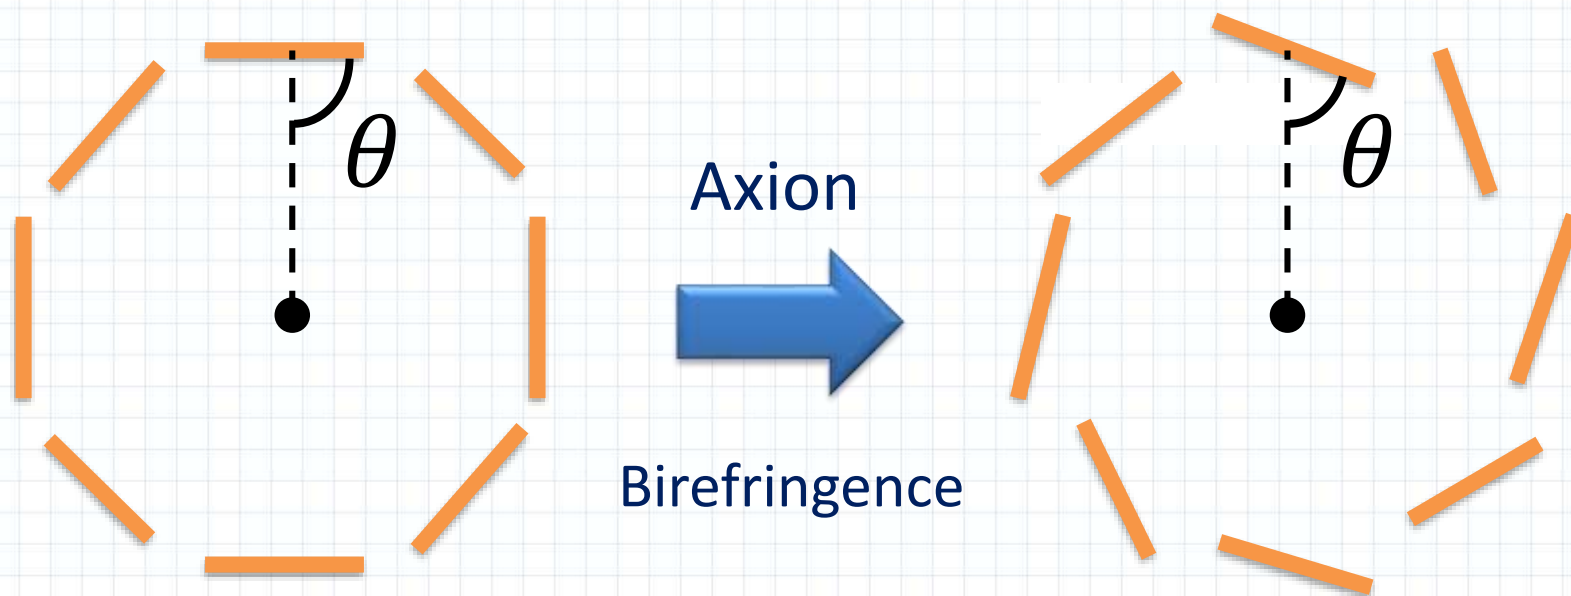 θ
Axion
θ
Birefringence